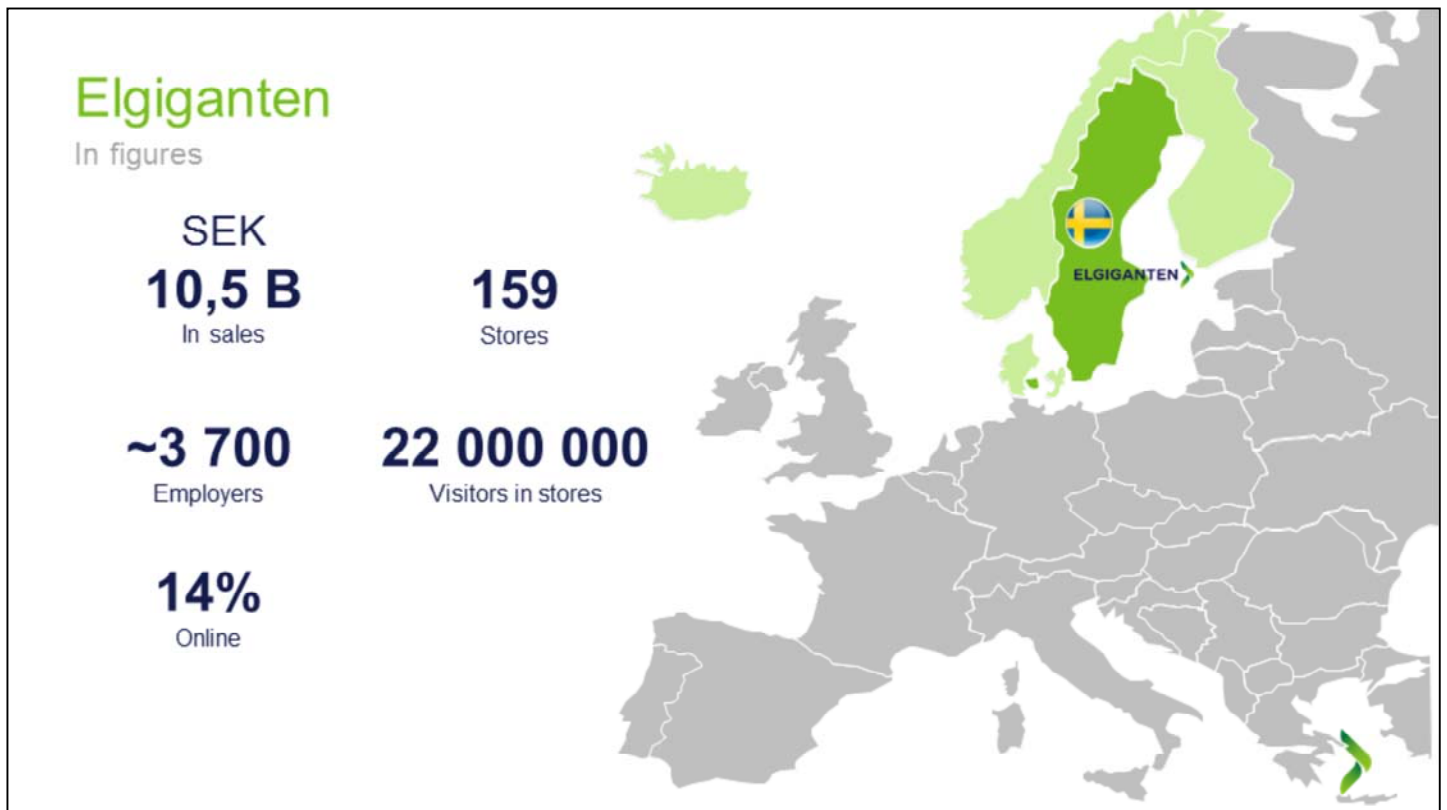 Elgiganten
In figures
SEK
10,5 B
In sales
159
Stores
~3 700
Employers
22 000 000
Visitors in stores
14%
Online
ELGIGANTEN